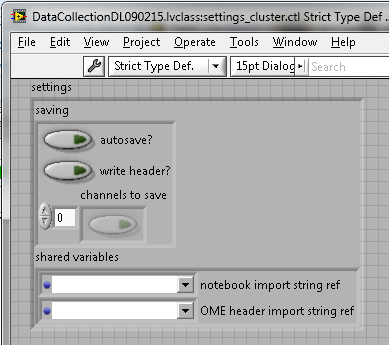 DataCollectionDL090215.lvclass:settings_cluster.ctl Strict Type Def.
File Edit View Project Operate Tools Window Help
Strict Type Def. 15pt Dialog Search
settings
saving
autosave?
write header?
channels to save
0
shared variables
notebook import string ref
OME header import string ref